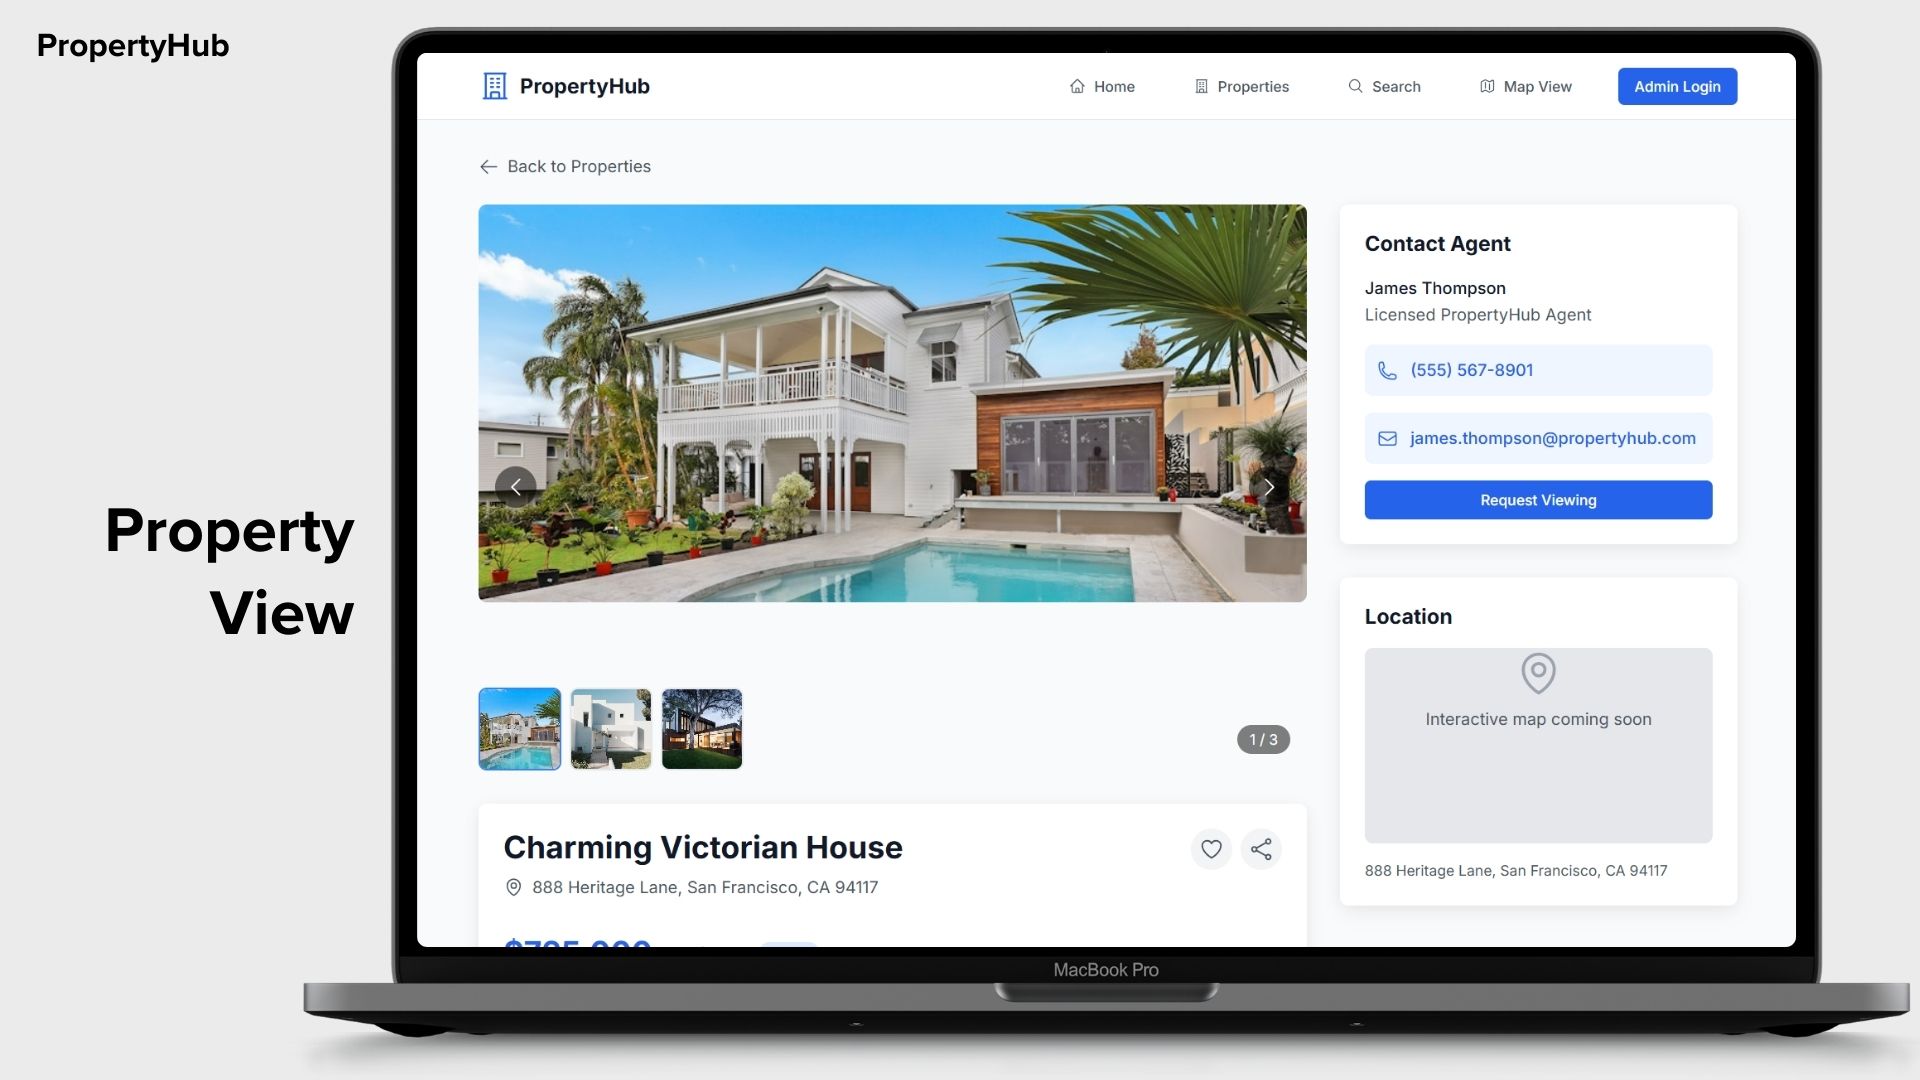 PropertyHub
Property
View
PropertyHub
Home
Properties
Search
Map View
Admin Login
Back to Properties
Contact Agent
James Thompson
Licensed PropertyHub Agent
(555) 567-8901
james.thompson@propertyhub.com
Request Viewing
Location
Interactive map coming soon
888 Heritage Lane, San Francisco, CA 94117
1 / 3
Charming Victorian House
888 Heritage Lane, San Francisco, CA 94117
MacBook Pro